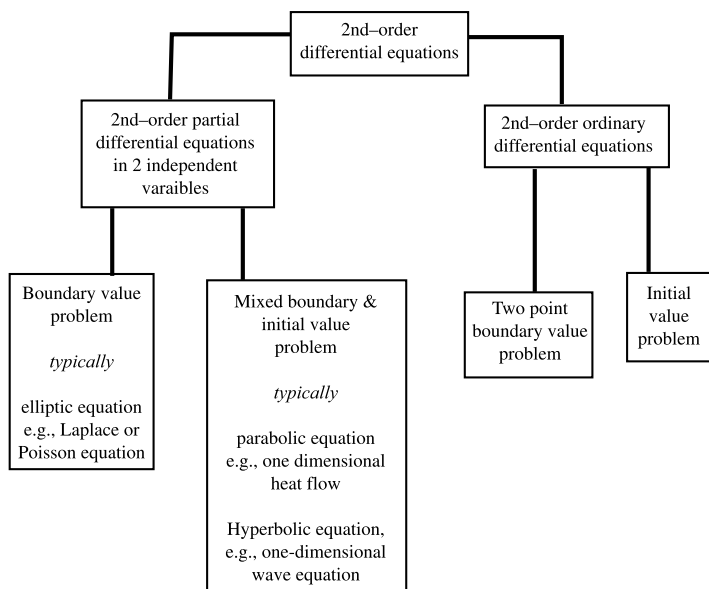 2nd–order
differential equations
2nd–order partial
differential equations
in 2 independent
varaibles
2nd–order ordinary
differential equations
Boundary value
problem
typically
elliptic equation
e.g., Laplace or
Poisson equation
Mixed boundary &
initial value
problem
typically
parabolic equation
e.g., one dimensional
heat flow
Hyperbolic equation,
e.g., one-dimensional
wave equation
Two point
boundary value
problem
Initial
value
problem